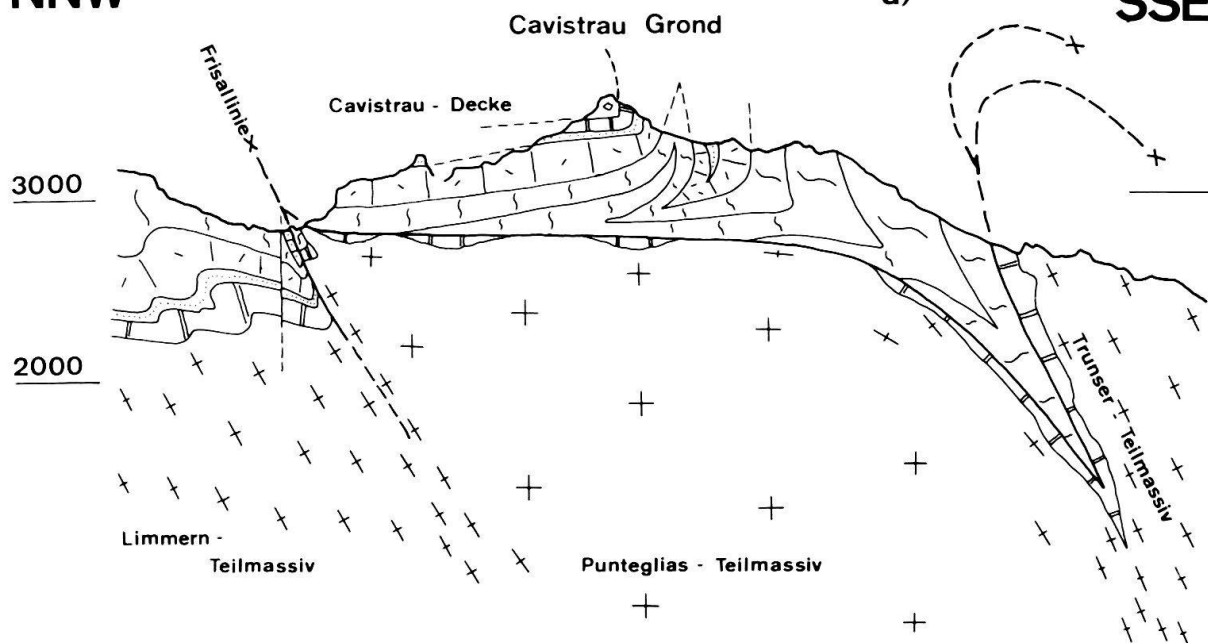 NNW
a)
SSE
Cavistrau Grond
Frisallinie
Cavistrau - Decke
3000
2000
Trunser - Teilmassiv
Limmern -
Teilmassiv
Punteglias - Teilmassiv